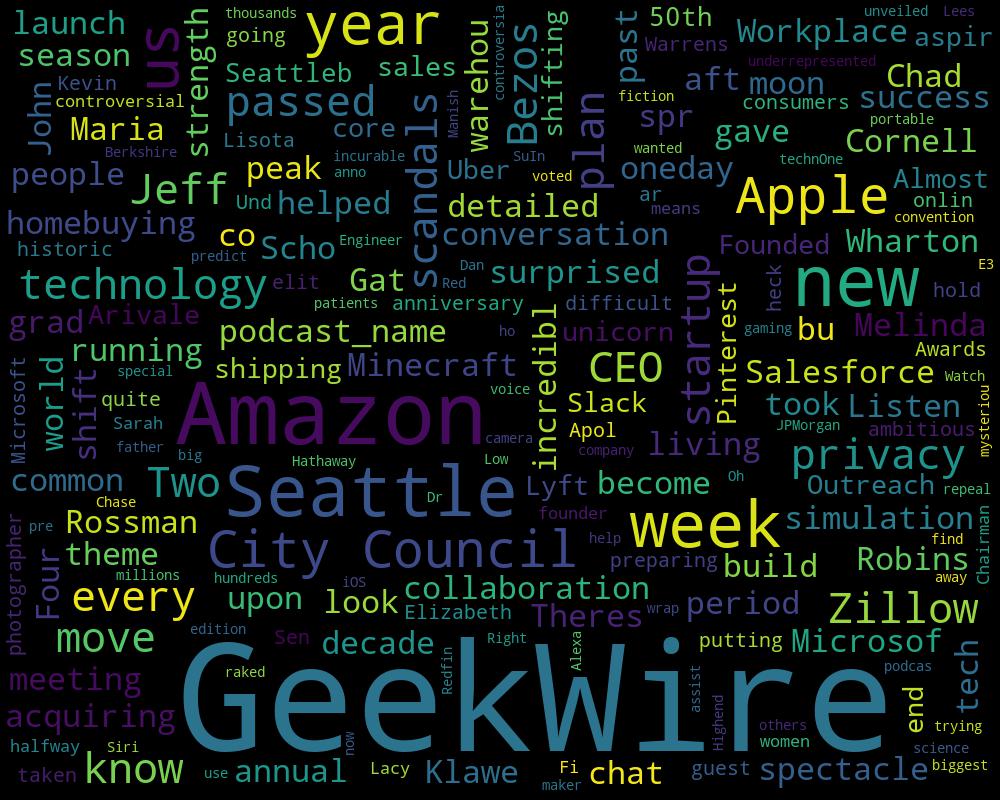 launch
us
strength
thousands
going
year
warehou
controversia
Bezos
shifting
past
50th
Warrens
Workplace
unveiled
Lees
aspir
season
John
Kevin
controversial
Maria
Berkshire
Seattleb
sales
passed
core
Lisota
scandals
Manish
plan
fiction
spr
aft
underrepresented
moon
consumers
Chad
success
portable
Cornell
gave
wanted
technOne
people
Jeff
peak
incurable
anno
Uber
SuIn
voted
oneday
ar
means
Apple
Almost
onlin
convention
Und
helped
detailed
homebuying
historic
co
predict
Scho
Engineer
conversation
Founded
Wharton
E3
technology
elit
Gat
Dan
Red
surprised
startup
Pinterest
heck
new
hold
patients
anniversary
difficult
grad
Arivale
podcast_name
ho
incredibl
unicorn
gaming
bu
Melinda
Microsoft
world
running
shift
special
shipping
Minecraft
CEO
Salesforce
Awards
Watch
quite
Sarah
father
big
Amazon
voice
camera
Slack
Apol
company
living
took
Listen
JPMorgan
ambitious
mysteriou
common
Two
Hathaway
Low
Seattle
Dr
Lyft
become
Oh
privacy
Outreach
repeal
Chase
pre
Rossman
founder
week
simulation
Chairman
photographer
Four
theme
City Council
help
preparing
build
find
Robins
away
millions
hundreds
iOS
every
upon
look
collaboration
Elizabeth
Theres
wrap
period
Zillow
move
edition
Sen
decade
Right
Alexa
putting
Microsof
tech
meeting
raked
Redfin
GeekWire
assist
Highend
podcas
end
acquiring
others
women
trying
halfway
Siri
now
science
taken
know
use
annual
Lacy
Klawe
maker
Fi
chat
guest
spectacle
biggest